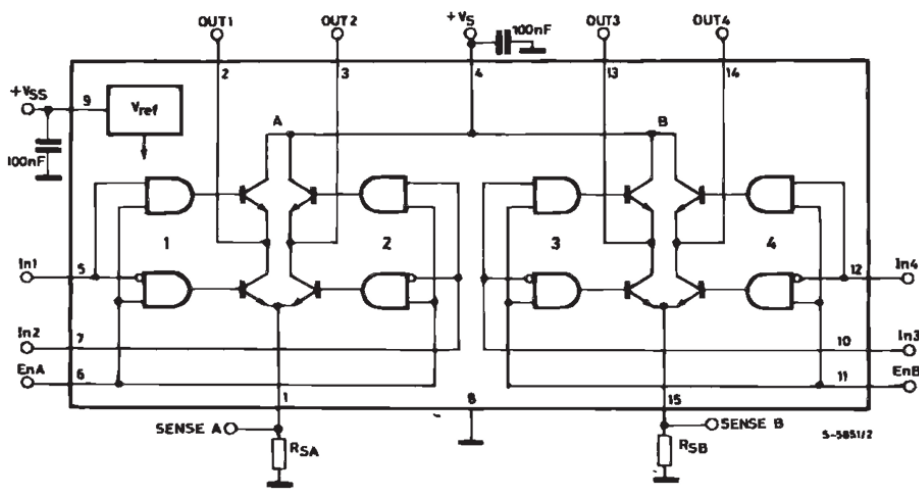 OUT1
OUT2
+VS
100nF
OUT3
OUT4
2
3
4
13
14
+VSS
9
Vref
100nF
A
B
1
2
3
4
In1
5
12
In4
In2
7
10
In3
EnA
6
11
EnB
1
8
15
SENSE A
SENSE B
S-5851/2
RSA
RSB